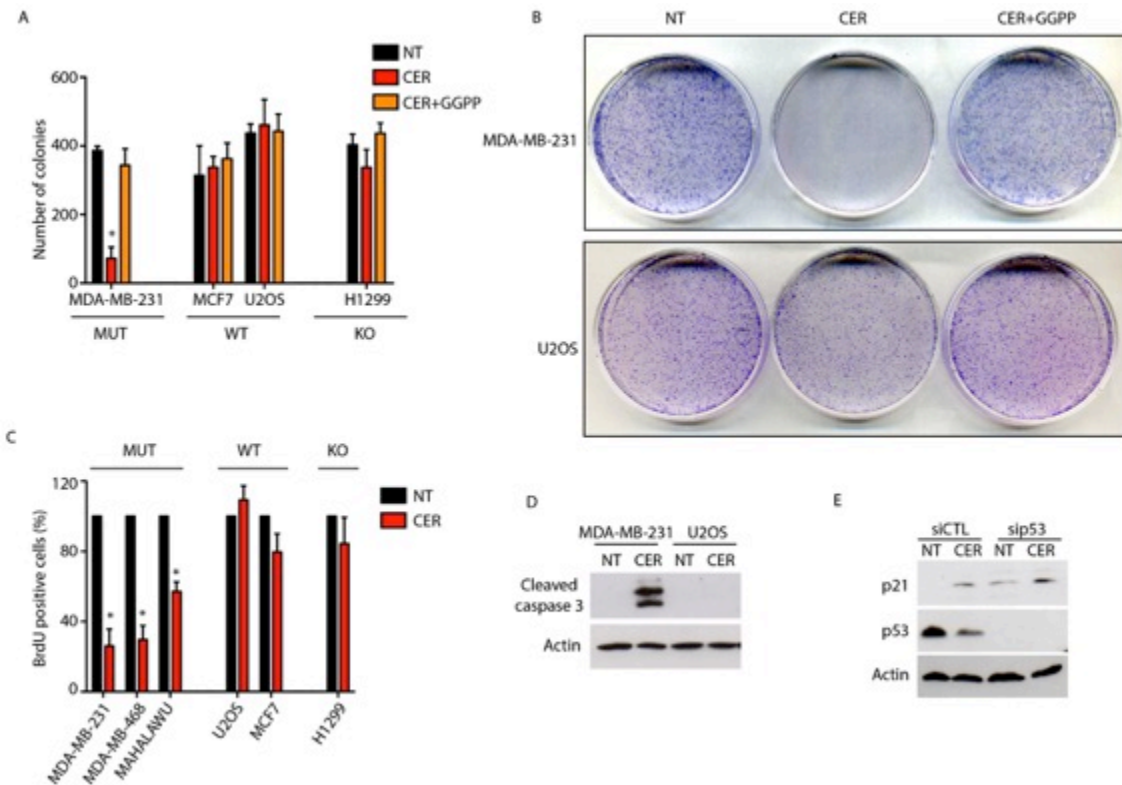 A
NT
CER
CER+GGPP
600
400
200
0
Number of colonies
*
MDA-MB-231
MCF7
U2OS
H1299
MUT
WT
KO
B
NT
CER
CER+GGPP
MDA-MB-231
U2OS
C
MUT
WT
KO
NT
CER
120
80
40
0
BrdU positive cells (%)
*
*
*
MDA-MB-231
MDA-MB-468
MAHALAWU
U2OS
MCF7
H1299
D
MDA-MB-231
U2OS
NT
CER
NT
CER
Cleaved
caspase 3
Actin
E
siCTL
sip53
NT
CER
NT
CER
p21
p53
Actin